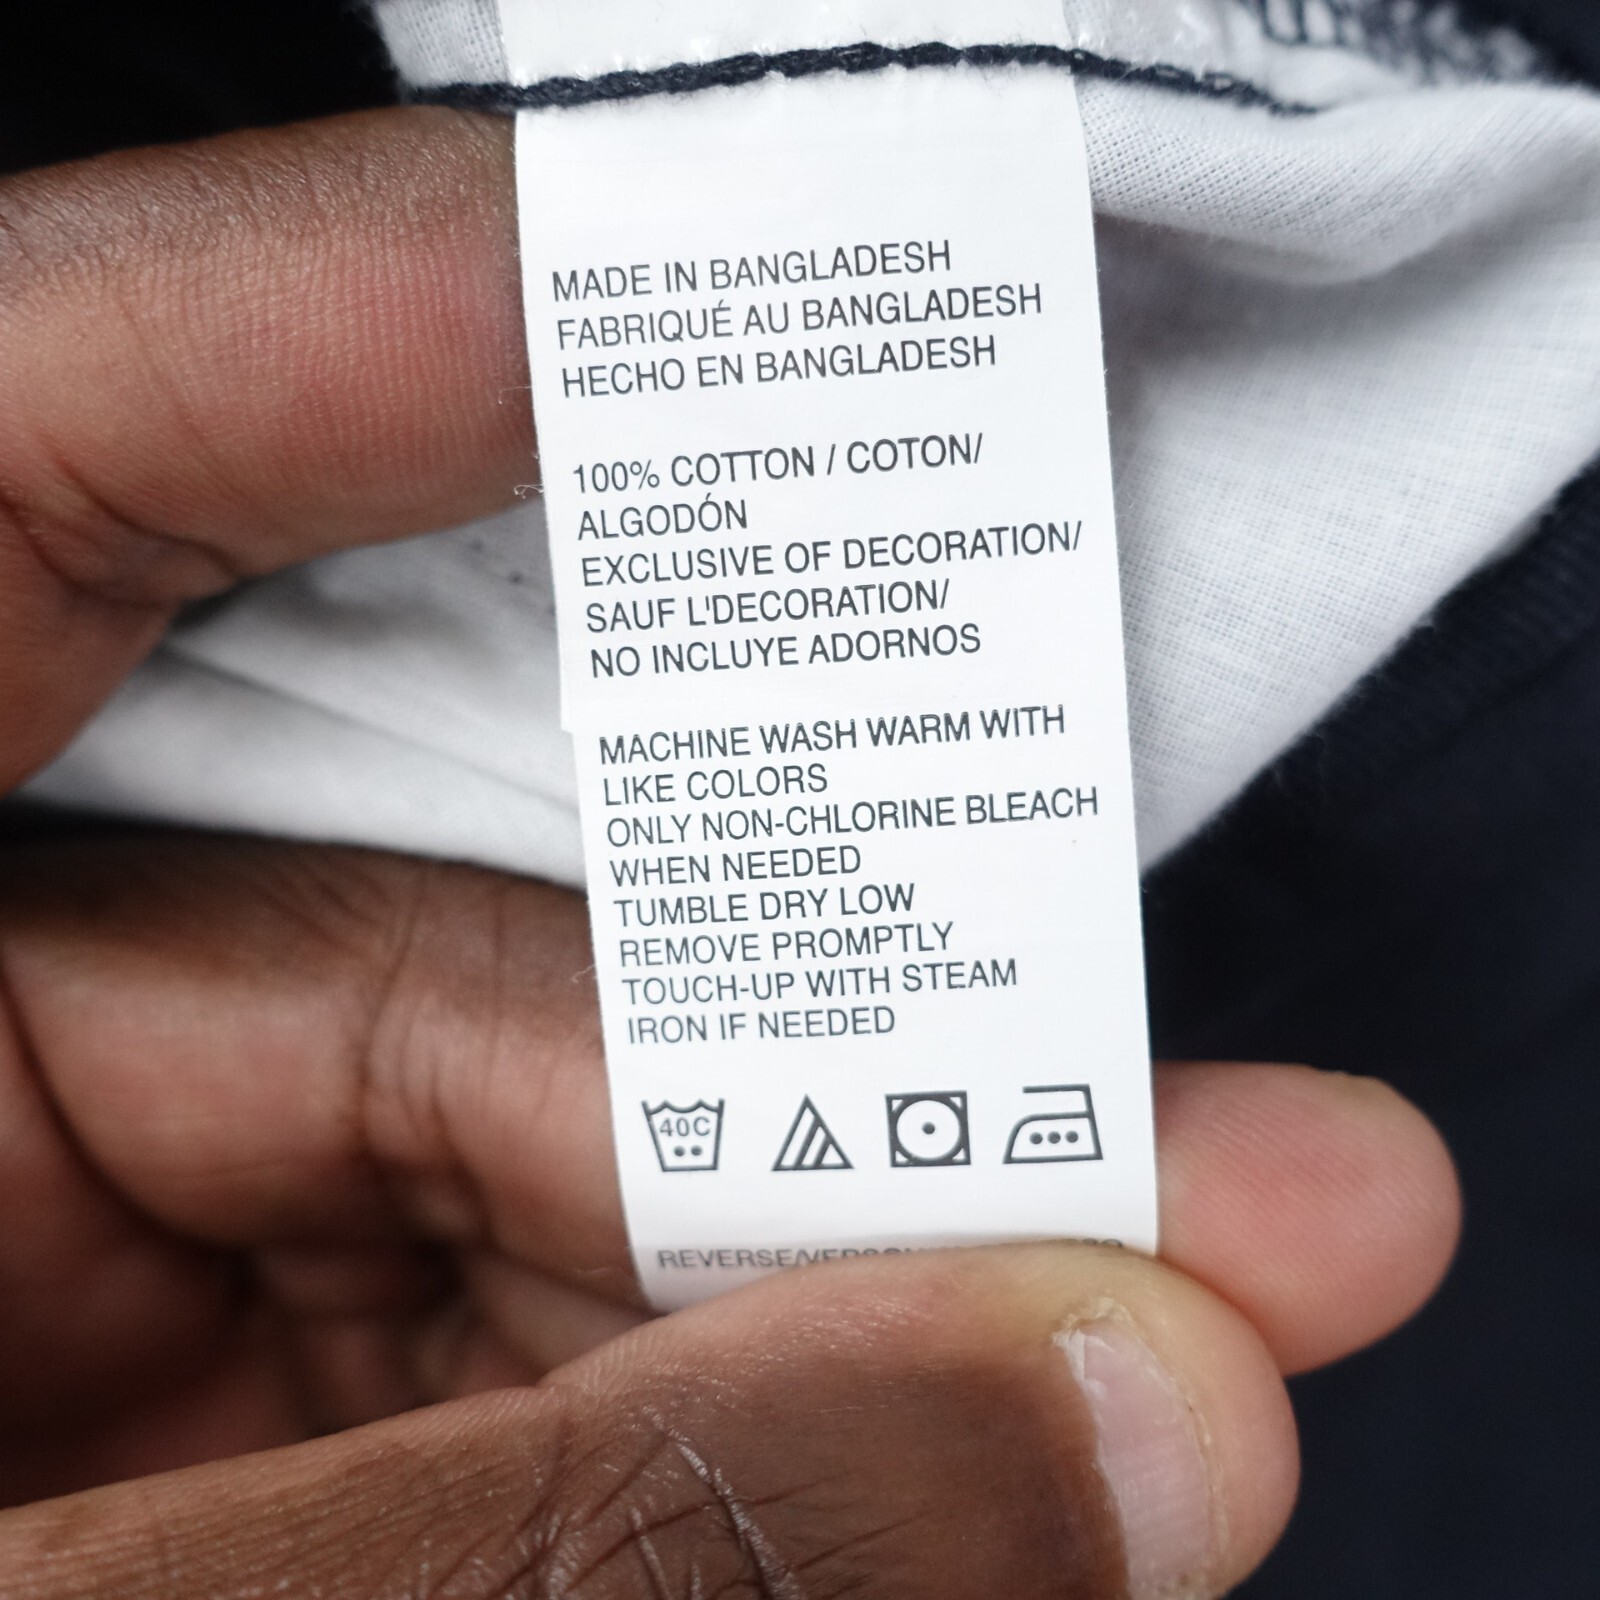 MADE IN BANGLADESH
FABRIQUÉ AU BANGLADESH
HECHO EN BANGLADESH
100% COTTON / COTON/
ALGODÓN
EXCLUSIVE OF DECORATION/
SAUF L'DECORATION/
NO INCLUYE ADORNOS
MACHINE WASH WARM WITH
LIKE COLORS
ONLY NON-CHLORINE BLEACH
WHEN NEEDED
TUMBLE DRY LOW
REMOVE PROMPTLY
TOUCH-UP WITH STEAM
IRON IF NEEDED
40C